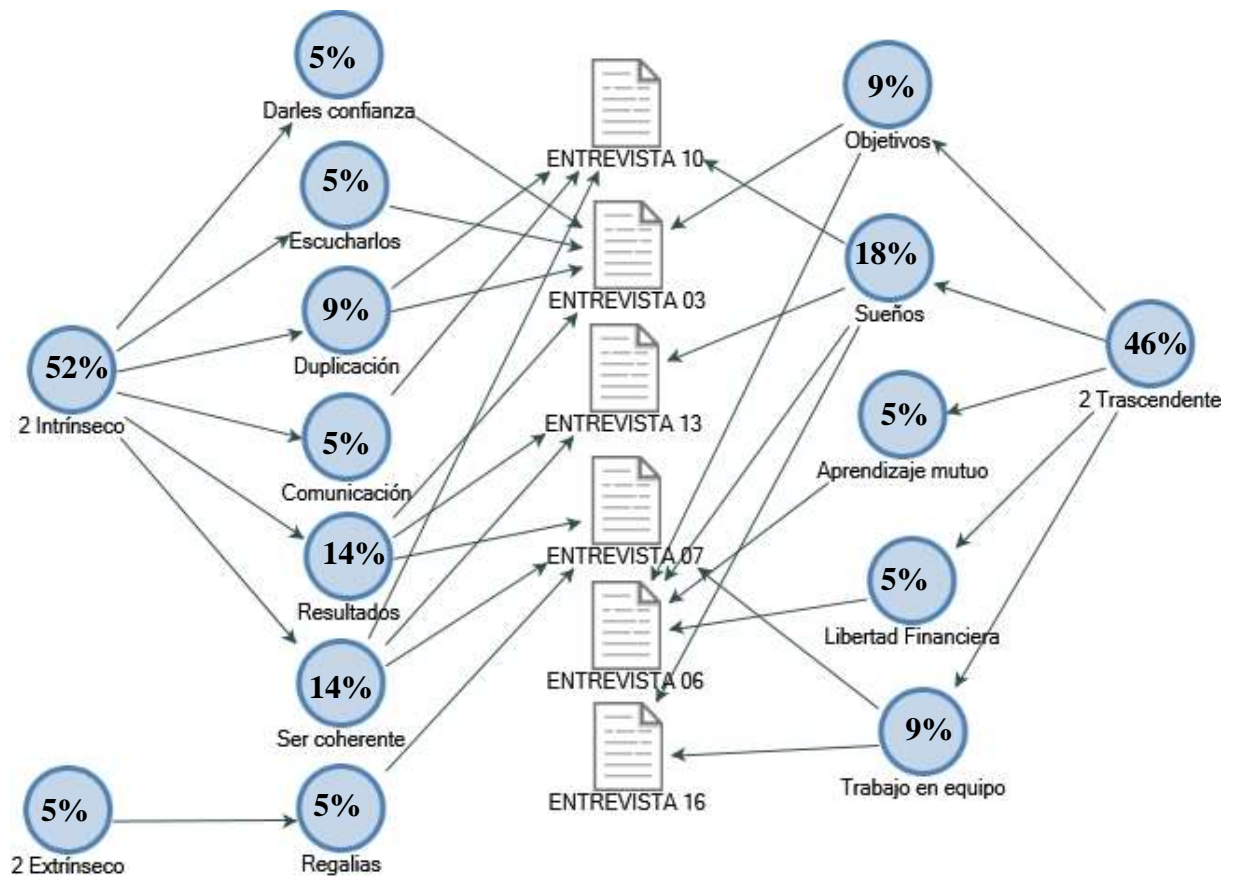 5%
Darles confianza
5%
Escucharlos
9%
Duplicación
52%
2 Intrínseco
5%
Comunicación
14%
Resultados
14%
Ser coherente
5%
2 Extrínseco
5%
Regalias
ENTREVISTA 10
ENTREVISTA 03
ENTREVISTA 13
ENTREVISTA 07
ENTREVISTA 06
ENTREVISTA 16
9%
Objetivos
18%
Sueños
46%
2 Trascendente
5%
Aprendizaje mutuo
5%
Libertad Financiera
9%
Trabajo en equipo